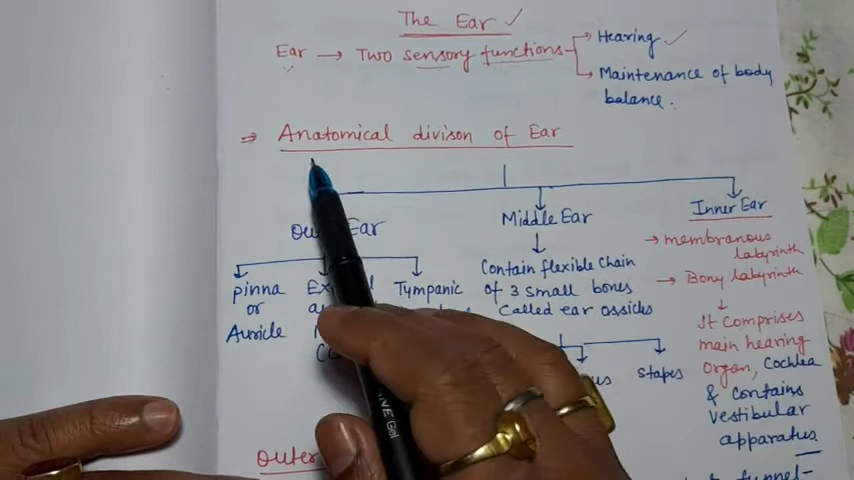 The Ear ✓
Ear → Two sensory functions → Hearing ✓
→ Maintenance of body
balance.
⇒ Anatomical divison of Ear
Ear
Middle Ear
Inner Ear
pinna
or
Auricle
Tympanic
Contain flexible Chain
of 3 small bones
Called ear ossicles
Stapes
→ membranous
labyrinth
→ Bony labyrinth
It Comprises
main hearing
Organ, Cochlea
& Contains
Vestibular
apparatus
Outer
funnel-